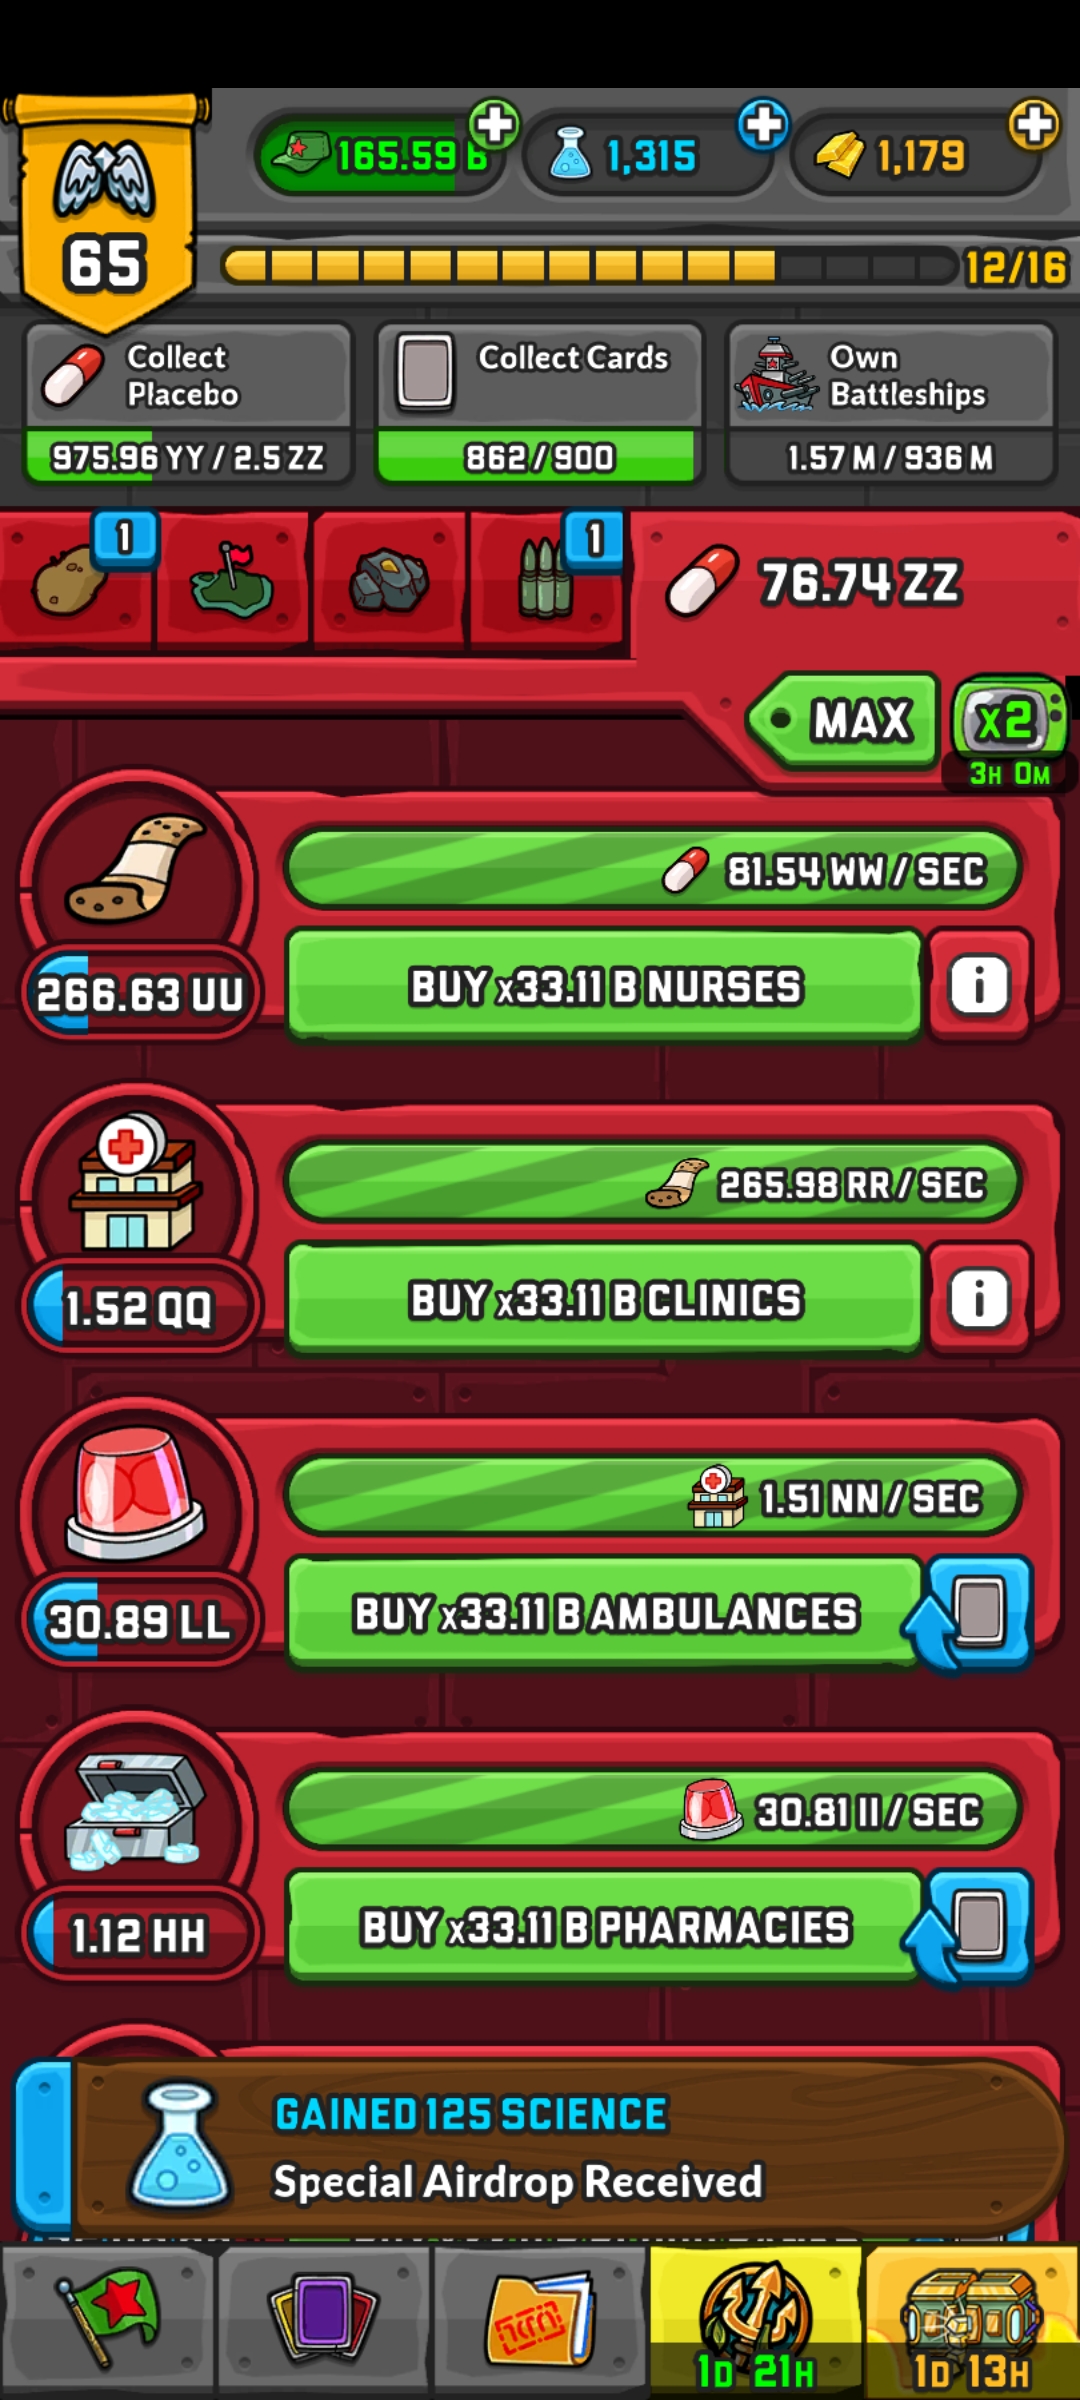 165.59 B
1,315
1,179
65
12/16
Collect
Placebo
975.96 YY / 2.5 ZZ
Collect Cards
862/900
Own
Battleships
1.57 M / 936 M
1
1
76.74 ZZ
MAX
x2
3H 0M
81.54 WW / SEC
266.63 UU
BUY x33.11 B NURSES
i
265.98 RR / SEC
1.52 QQ
BUY x33.11 B CLINICS
i
1.51 NN / SEC
30.89 LL
BUY x33.11 B AMBULANCES
30.81 II / SEC
1.12 HH
BUY x33.11 B PHARMACIES
GAINED 125 SCIENCE
Special Airdrop Received
1D 21H
1D 13H